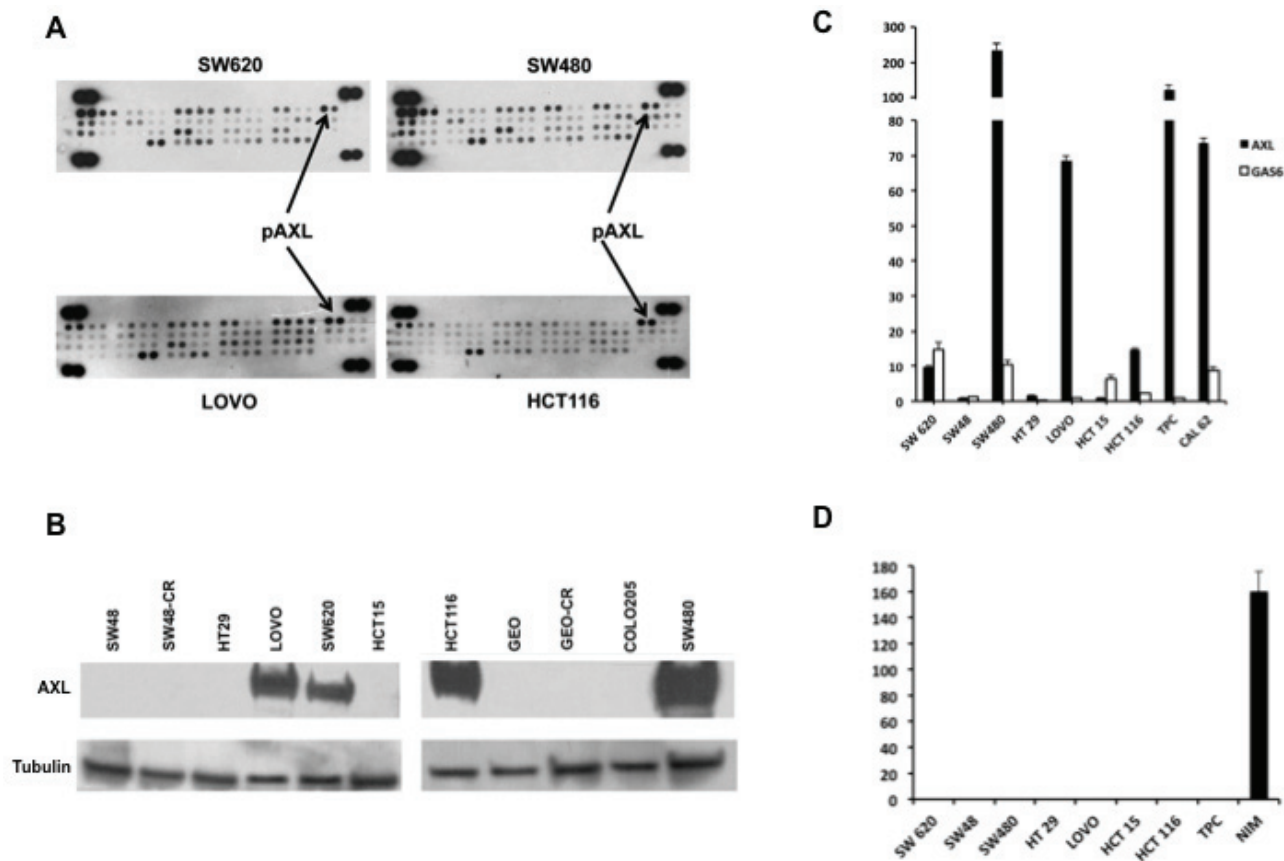 A
SW620
SW480
pAXL
pAXL
LOVO
HCT116
B
SW48
SW48-CR
HT29
LOVO
SW620
HCT15
HCT116
GEO
GEO-CR
COLO205
SW480
AXL
Tubulin
C
300
200
100
80
70
60
50
40
30
20
10
0
AXL
GAS6
SW 620
SW48
SW480
HT 29
LOVO
HCT 15
HCT 116
TPC
CAL 62
D
180
160
140
120
100
80
60
40
20
0
SW 620
SW48
SW480
HT 29
LOVO
HCT 15
HCT 116
TPC
NIM